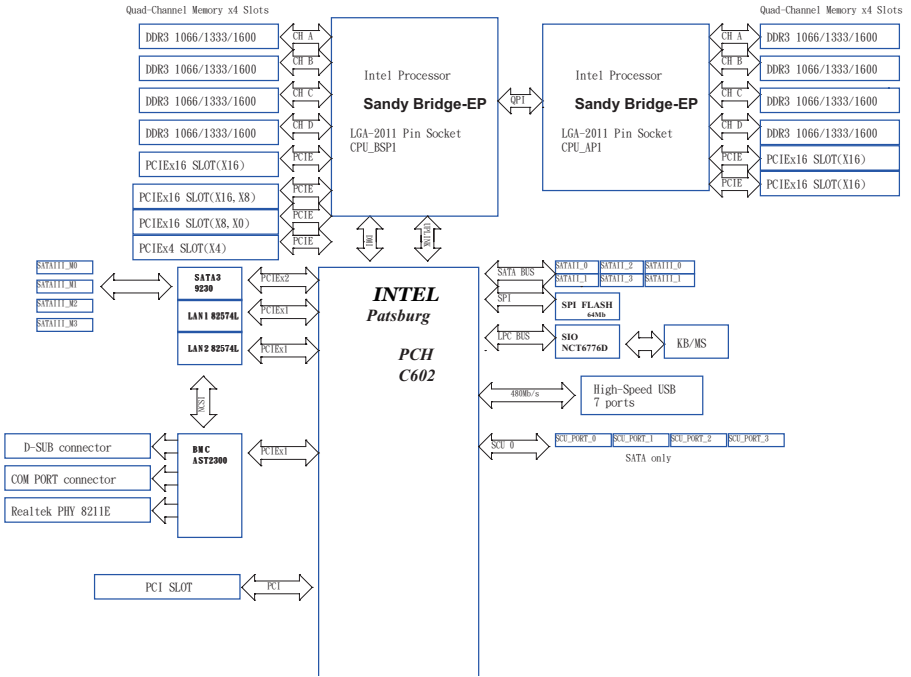 Quad-Channel Memory x4 Slots
Quad-Channel Memory x4 Slots
DDR3 1066/1333/1600
CH A
DDR3 1066/1333/1600
CH B
DDR3 1066/1333/1600
CH C
DDR3 1066/1333/1600
CH D
PCIEx16 SLOT(X16)
PCIE
PCIEx16 SLOT(X16,X8)
PCIE
PCIEx16 SLOT(X8,X0)
PCIE
PCIEx4 SLOT(X4)
PCIE
Intel Processor
Sandy Bridge-EP
LGA-2011 Pin Socket
CPU_BSP1
QPI
Intel Processor
Sandy Bridge-EP
LGA-2011 Pin Socket
CPU_AP1
CH A
DDR3 1066/1333/1600
CH B
DDR3 1066/1333/1600
CH C
DDR3 1066/1333/1600
CH D
DDR3 1066/1333/1600
PCIE
PCIEx16 SLOT(X16)
PCIE
PCIEx16 SLOT(X16)
DMI
UPLINK
SATAIII_M0
SATAIII_M1
SATAIII_M2
SATAIII_M3
SATA3
9230
PCIEx2
LAN1 82574L
PCIEx1
LAN2 82574L
PCIEx1
NCSI
INTEL
Patsburg
PCH
C602
SATA BUS
SATAII_0
SATAII_2
SATAIII_0
SATAII_1
SATAII_3
SATAIII_1
SPI
SPI FLASH
64Mb
LPC BUS
SIO
NCT6776D
KB/MS
480Mb/s
High-Speed USB
7 ports
SCU 0
SCU_PORT_0
SCU_PORT_1
SCU_PORT_2
SCU_PORT_3
SATA only
D-SUB connector
COM PORT connector
Realtek PHY 8211E
BMC
AST2300
PCIEx1
PCI SLOT
PCI